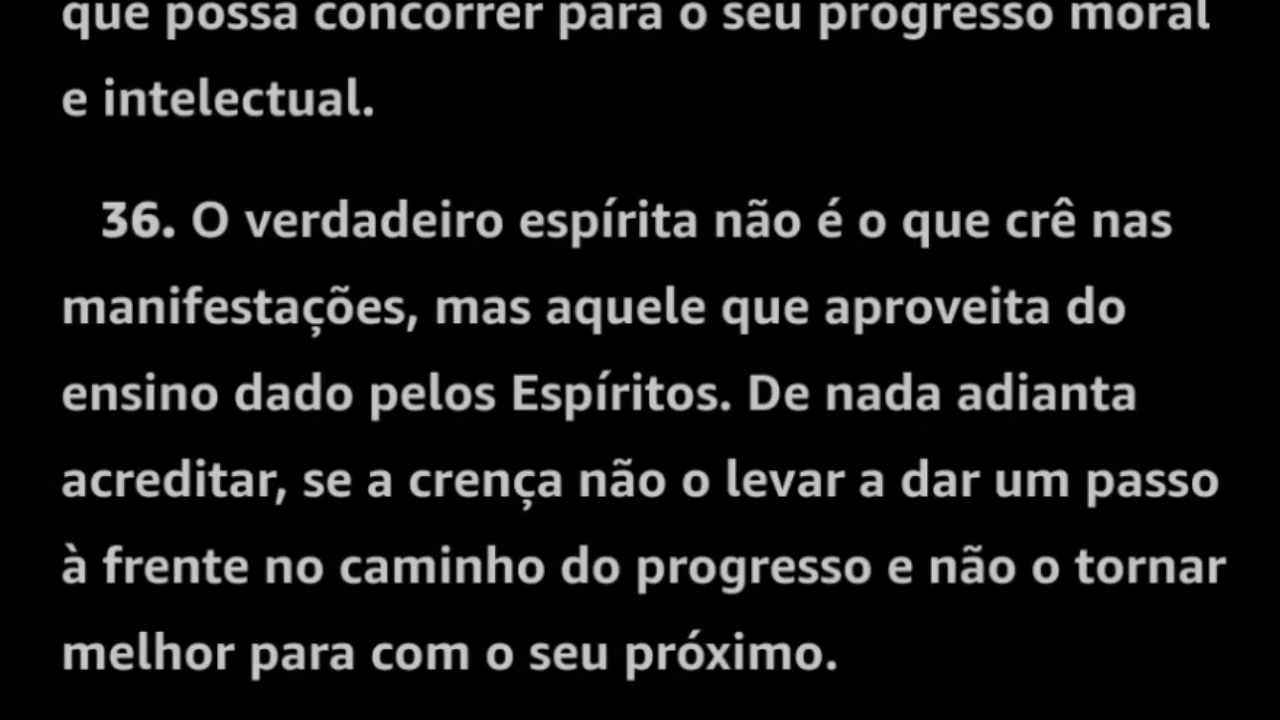 que possa concorrer para o seu progresso moral
e intelectual.
36. O verdadeiro espírita não é o que crê nas
manifestações, mas aquele que aproveita do
ensino dado pelos Espíritos. De nada adianta
acreditar, se a crença não o levar a dar um passo
à frente no caminho do progresso e não o tornar
melhor para com o seu próximo.